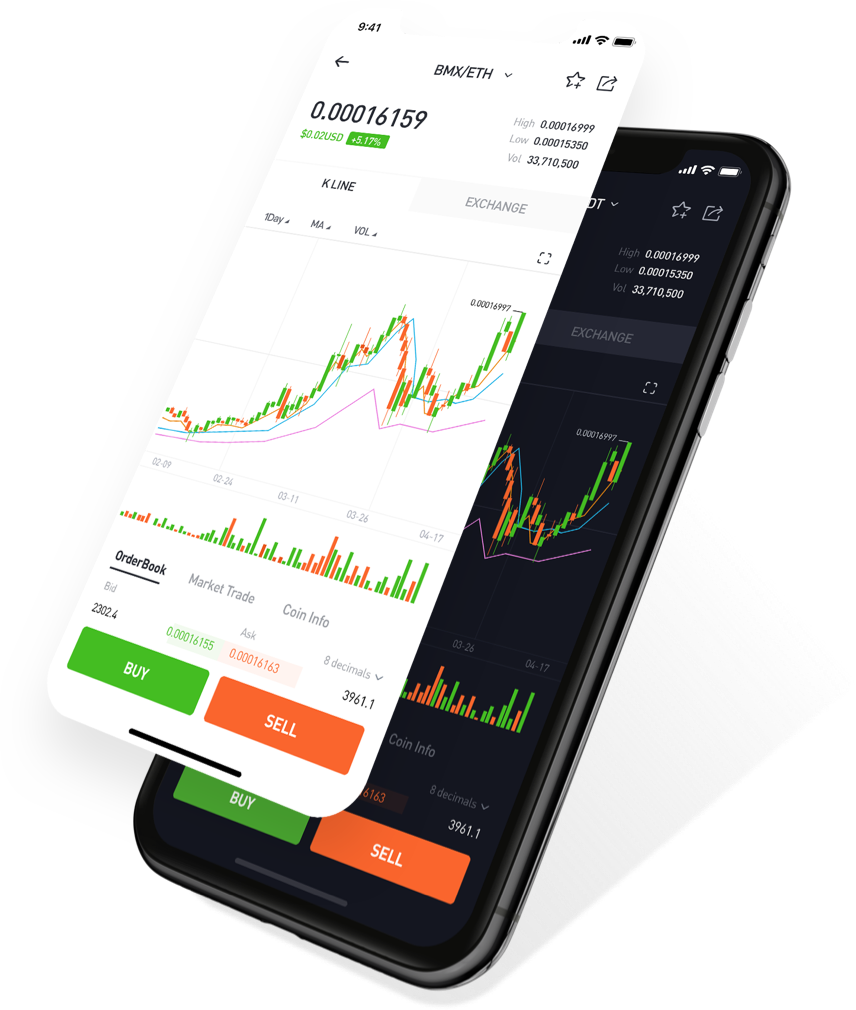 9:41
BMX/ETH
0.00016159
$0.02USD +5.17%
High 0.00016999
Low 0.00015350
Vol 33,710,500
K LINE
EXCHANGE
1Day
MA
VOL
0.00016997
02-09
02-24
03-11
03-26
04-17
OrderBook
Market Trade
Coin Info
Bid
Ask
8 decimals
2302.4
0.00016155
0.00016163
3961.1
BUY
SELL
DT
High 0.00016999
Low 0.00015350
Vol 33,710,500
EXCHANGE
0.00016997
03-26
04-17
Coin Info
8 decimals
6163
3961.1
BUY
SELL